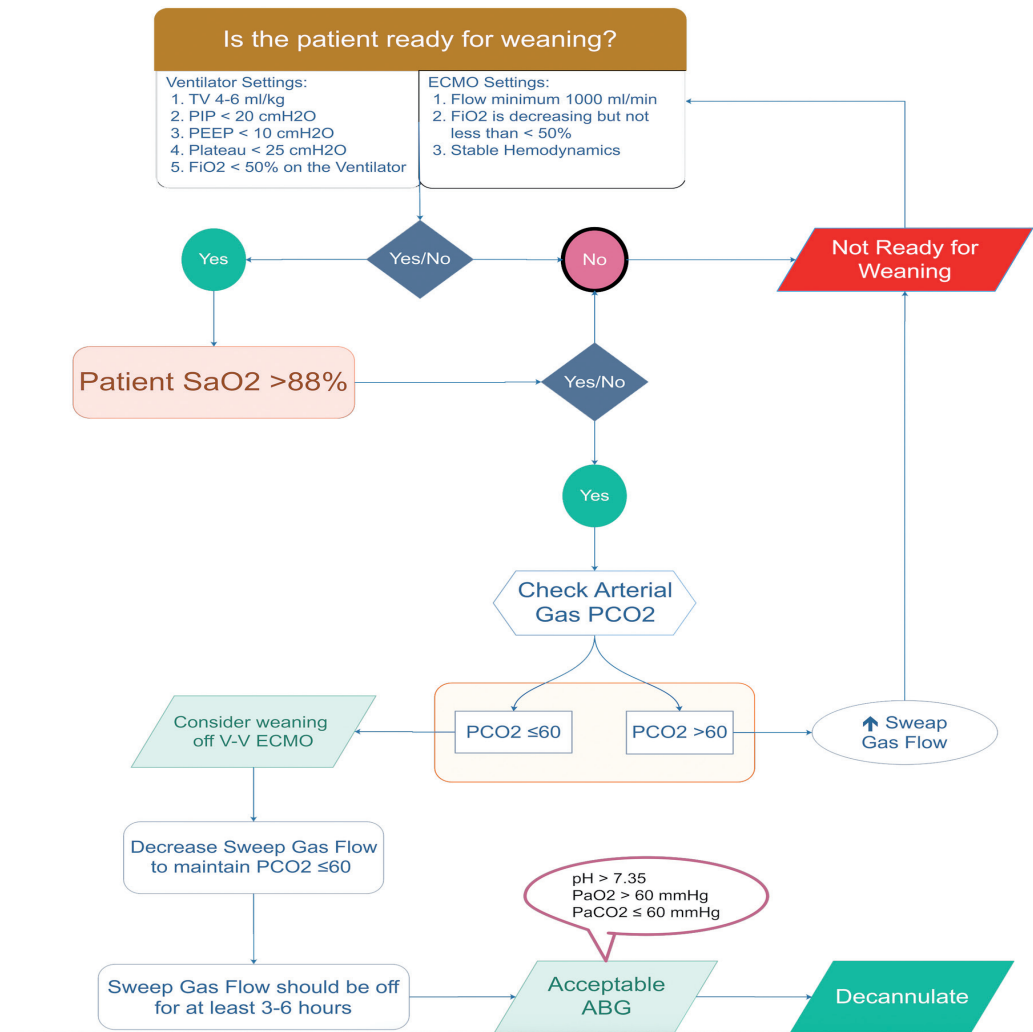 Is the patient ready for weaning?
Ventilator Settings:
1. TV 4-6 ml/kg
2. PIP < 20 cmH2O
3. PEEP < 10 cmH2O
4. Plateau < 25 cmH2O
5. FiO2 < 50% on the Ventilator
ECMO Settings:
1. Flow minimum 1000 ml/min
2. FiO2 is decreasing but not
less than < 50%
3. Stable Hemodynamics
Yes
Yes/No
No
Not Ready for
Weaning
Patient SaO2 >88%
Yes/No
Yes
Check Arterial
Gas PCO2
Consider weaning
off V-V ECMO
PCO2 ≤60
PCO2 >60
🡹 Sweap
Gas Flow
Decrease Sweep Gas Flow
to maintain PCO2 ≤60
pH > 7.35
PaO2 > 60 mmHg
PaCO2 ≤ 60 mmHg
Sweep Gas Flow should be off
for at least 3-6 hours
Acceptable
ABG
Decannulate